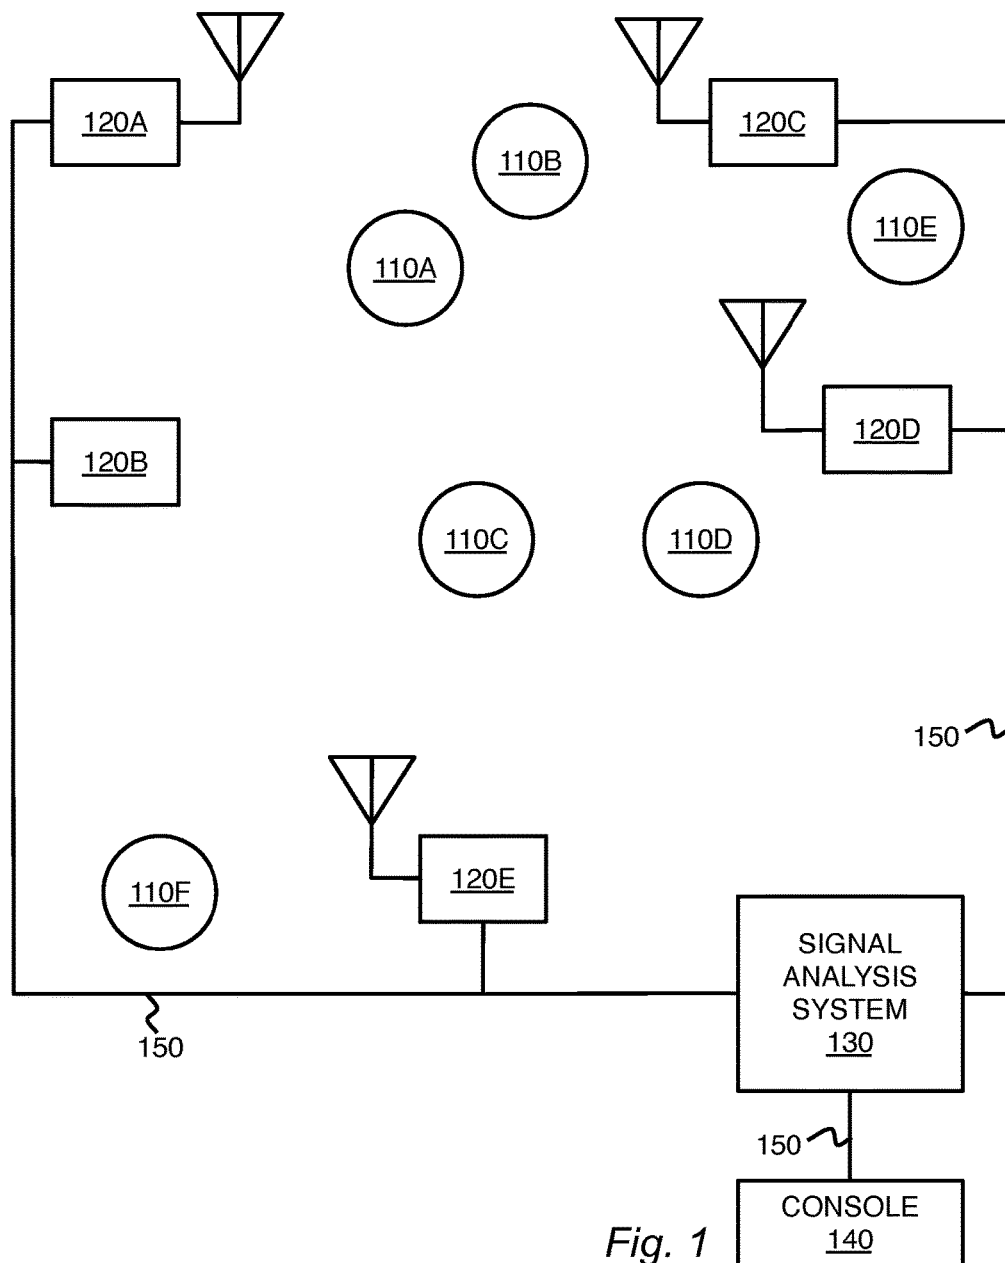 120A
120C
110B
110E
110A
120D
120B
110C
110D
150
120E
110F
SIGNAL
ANALYSIS
SYSTEM
130
150
150
CONSOLE
140
Fig. 1